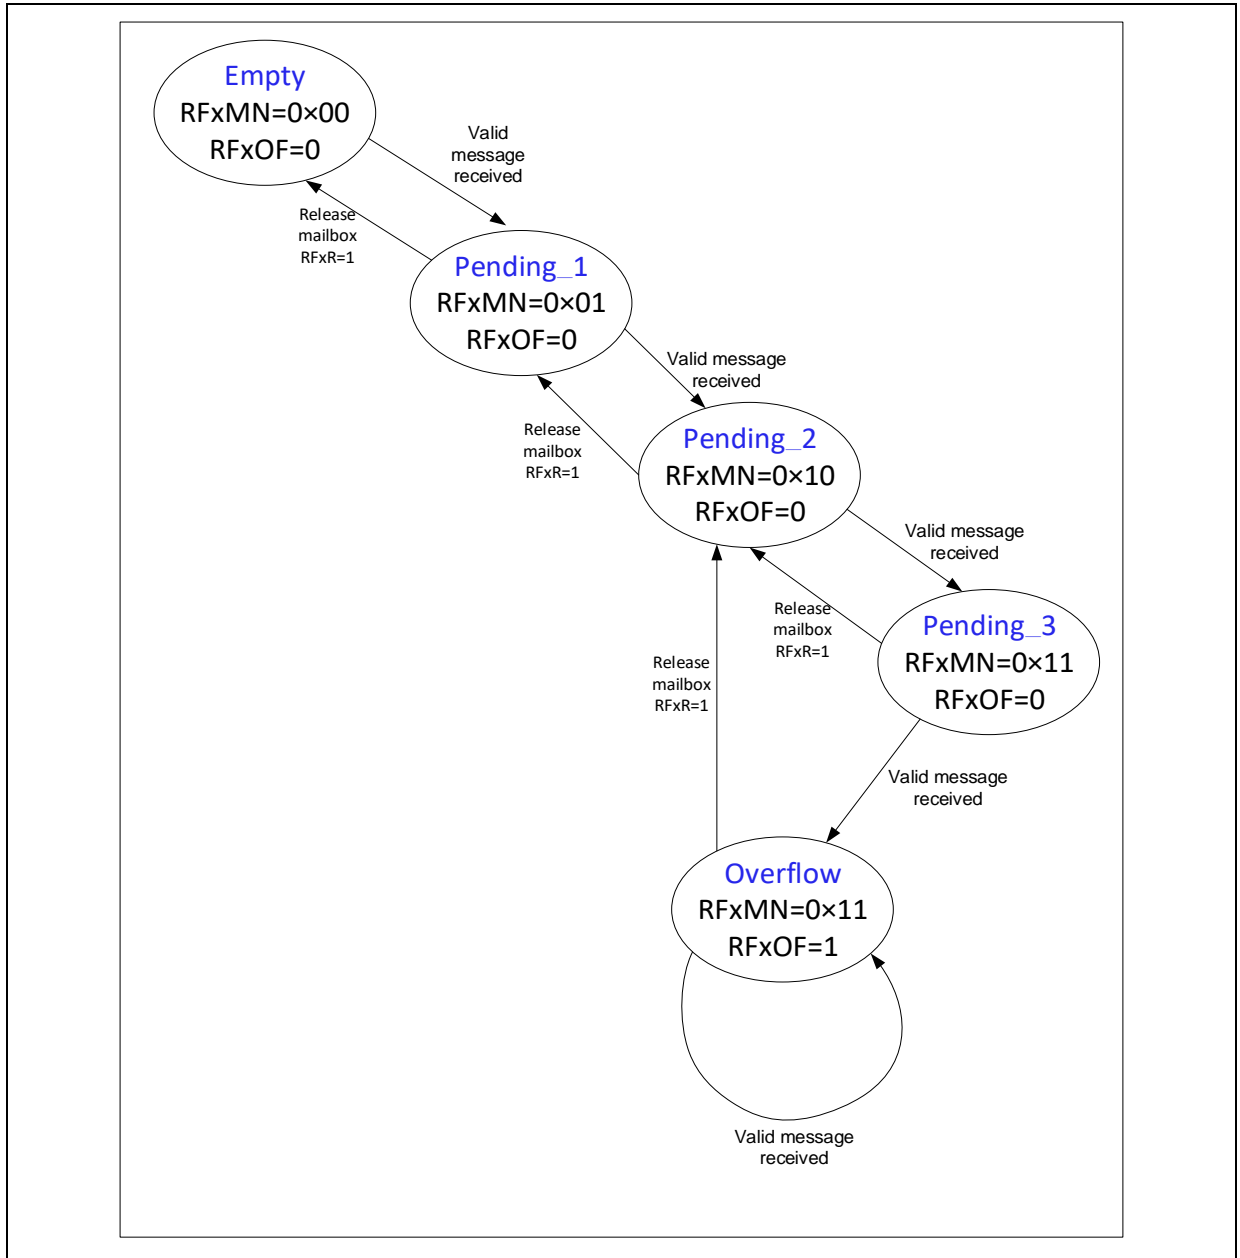 Empty
RFxMN=0×00
RFxOF=0
Valid
message
received
Release
mailbox
RFxR=1
Pending_1
RFxMN=0×01
RFxOF=0
Valid message
received
Release
mailbox
RFxR=1
Pending_2
RFxMN=0×10
RFxOF=0
Valid message
received
Release
mailbox
RFxR=1
Pending_3
RFxMN=0×11
RFxOF=0
Release
mailbox
RFxR=1
Valid message
received
Overflow
RFxMN=0×11
RFxOF=1
Valid message
received